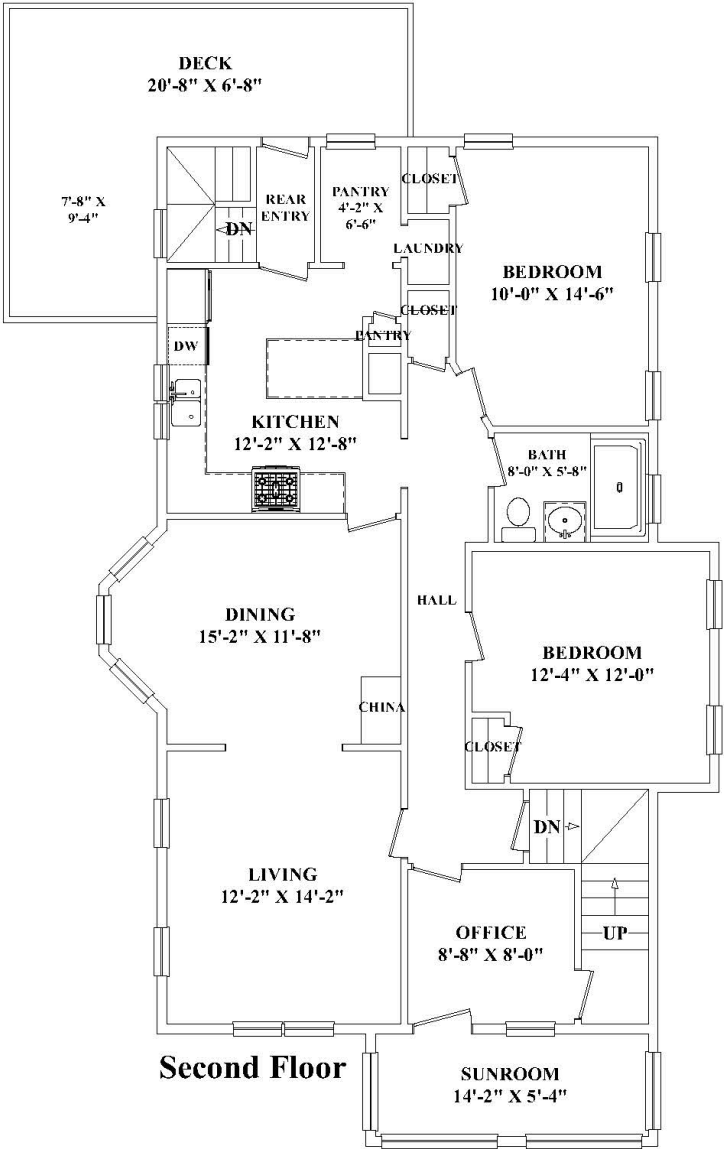 DECK
20'-8" X 6'-8"
7'-8" X
9'-4"
REAR
ENTRY
DN
PANTRY
4'-2" X
6'-6"
CLOSET
LAUNDRY
BEDROOM
10'-0" X 14'-6"
CLOSET
PANTRY
DW
KITCHEN
12'-2" X 12'-8"
BATH
8'-0" X 5'-8"
HALL
DINING
15'-2" X 11'-8"
BEDROOM
12'-4" X 12'-0"
CHINA
CLOSET
DN
LIVING
12'-2" X 14'-2"
OFFICE
8'-8" X 8'-0"
UP
Second Floor
SUNROOM
14'-2" X 5'-4"